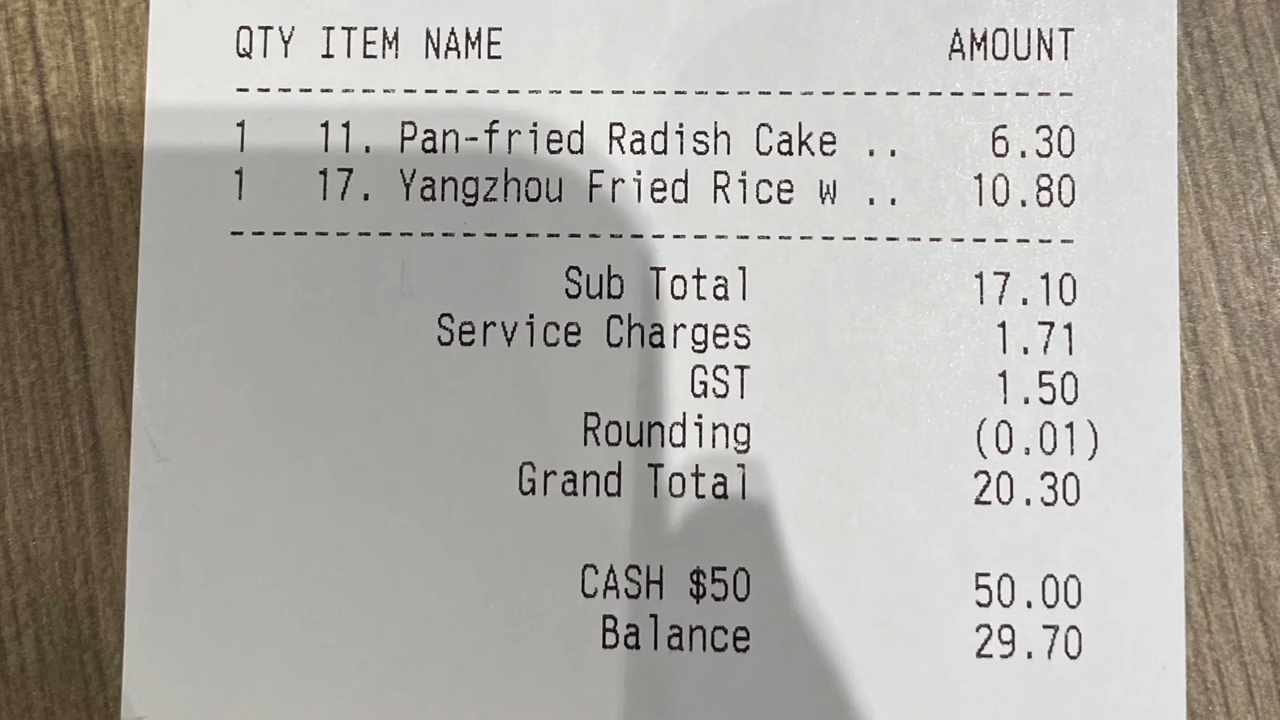 QTY ITEM NAME AMOUNT
1 11. Pan-fried Radish Cake .. 6.30
1 17. Yangzhou Fried Rice w .. 10.80
Sub Total 17.10
Service Charges 1.71
GST 1.50
Rounding (0.01)
Grand Total 20.30
CASH $50 50.00
Balance 29.70